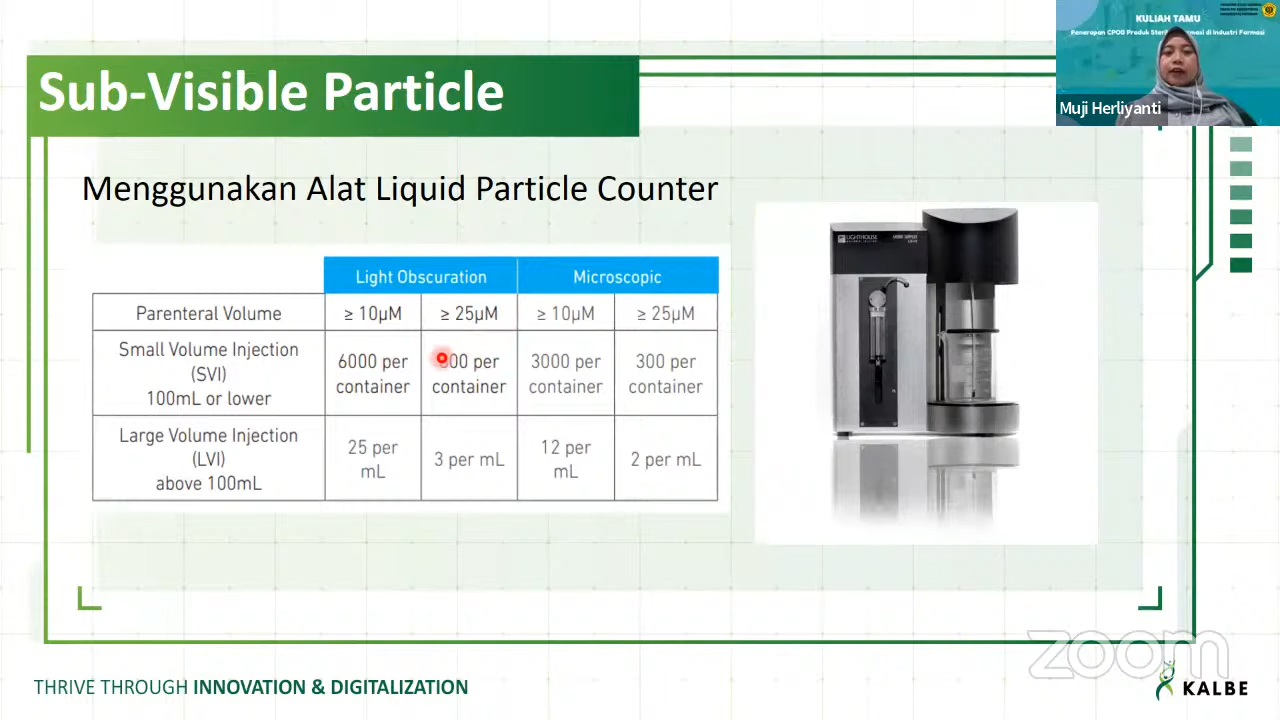 KULIAH TAMU
Penerapan CPOB Produk Steril
di Industri Farmasi
Muji Herliyanti
Sub-Visible Particle
Menggunakan Alat Liquid Particle Counter
Light Obscuration
Microscopic
Parenteral Volume
≥ 10µM
≥ 25µM
≥ 10µM
≥ 25µM
Small Volume Injection
(SVI)
100mL or lower
6000 per
container
per
container
3000 per
container
300 per
container
Large Volume Injection
(LVI)
above 100mL
25 per
mL
3 per mL
12 per
mL
2 per mL
LIGHTHOUSE
zoom
THRIVE THROUGH INNOVATION & DIGITALIZATION
KALBE